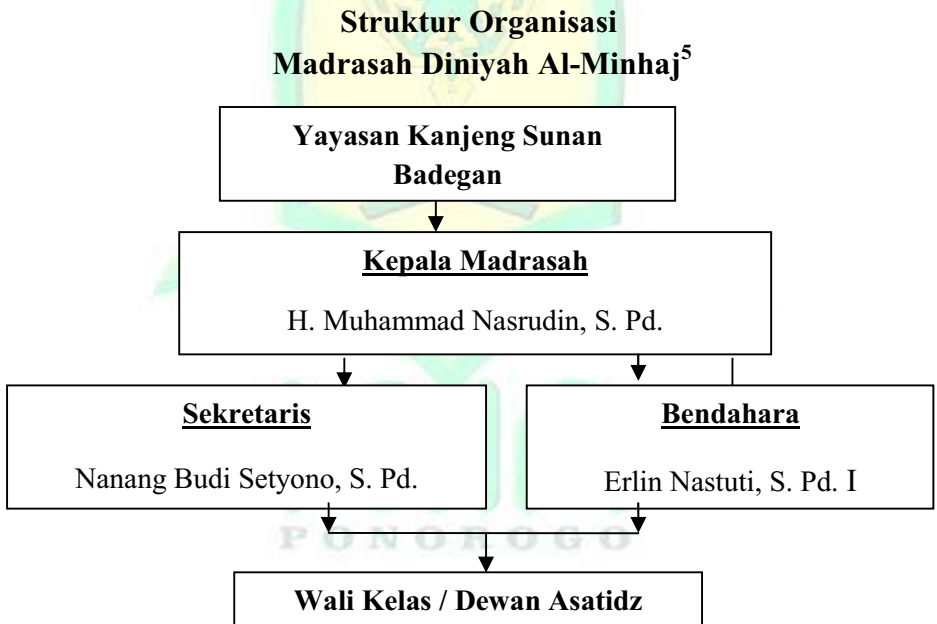 Struktur Organisasi
Madrasah Diniyah Al-Minhaj⁵
Yayasan Kanjeng Sunan
Badegan
Kepala Madrasah
H. Muhammad Nasrudin, S. Pd.
Sekretaris
Nanang Budi Setyono, S. Pd.
Bendahara
Erlin Nastuti, S. Pd. I
PONOROGO
Wali Kelas / Dewan Asatidz